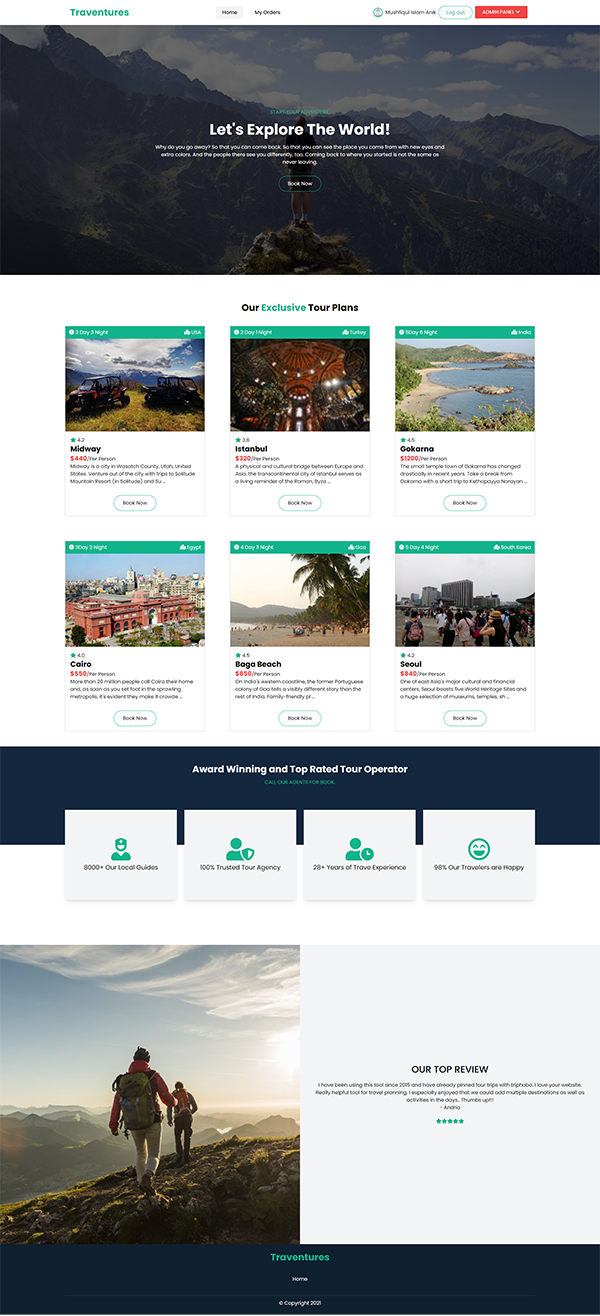 Traventures
Home
My Orders
Mushfiqul Islam Anik
Log out
ADMIN PANEL
START YOUR ADVENTURE
Let's Explore The World!
Why do you go away? So that you can come back. So that you can see the place you came from with new eyes and
extra colors. And the people there see you differently, too. Coming back to where you started is not the same as
never leaving.
Book Now
Our Exclusive Tour Plans
2 Day 3 Night
USA
4.2
Midway
$440/Per Person
Midway is a city in Wasatch County, Utah, United
States. Venture out of the city with trips to Solitude
Mountain Resort (in Solitude) and Su ...
Book Now
2 Day 1 Night
Turkey
3.8
Istanbul
$320/Per Person
A physical and cultural bridge between Europe and
Asia, the transcontinental city of Istanbul serves as
a living reminder of the Roman, Byza ...
Book Now
5Day 6 Night
India
4.5
Gokarna
$1200/Per Person
The small temple town of Gokarna has changed
drastically in recent years. Take a break from
Gokarna with a short trip to Kethapayya Narayan ...
Book Now
3Day 2 Night
Egypt
4.0
Cairo
$550/Per Person
More than 20 million people call Cairo their home
and, as soon as you set foot in the sprawling
metropolis, it's evident they make it crowde ...
Book Now
4 Day 3 Night
Goa
4.5
Baga Beach
$650/Per Person
On India's western coastline, the former Portuguese
colony of Goa tells a visibly different story than the
rest of India. Family-friendly pl ...
Book Now
5 Day 4 Night
South Korea
4.2
Seoul
$840/Per Person
One of east Asia's major cultural and financial
centers, Seoul boasts five World Heritage Sites and
a huge selection of museums, temples, sh ...
Book Now
Award Winning and Top Rated Tour Operator
CALL OUR AGENTS FOR BOOK.
8000+ Our Local Guides
100% Trusted Tour Agency
28+ Years of Trave Experience
98% Our Travelers are Happy
OUR TOP REVIEW
I have been using this tool since 2015 and have already plnned four trips with triphobo. I love your website.
Really helpful tool for travel planning. I especially enjoyed that we could add multiple destinations as well as
activities in the days.. Thumbs up!!!
- Andria
Traventures
Home
© Copyright 2021